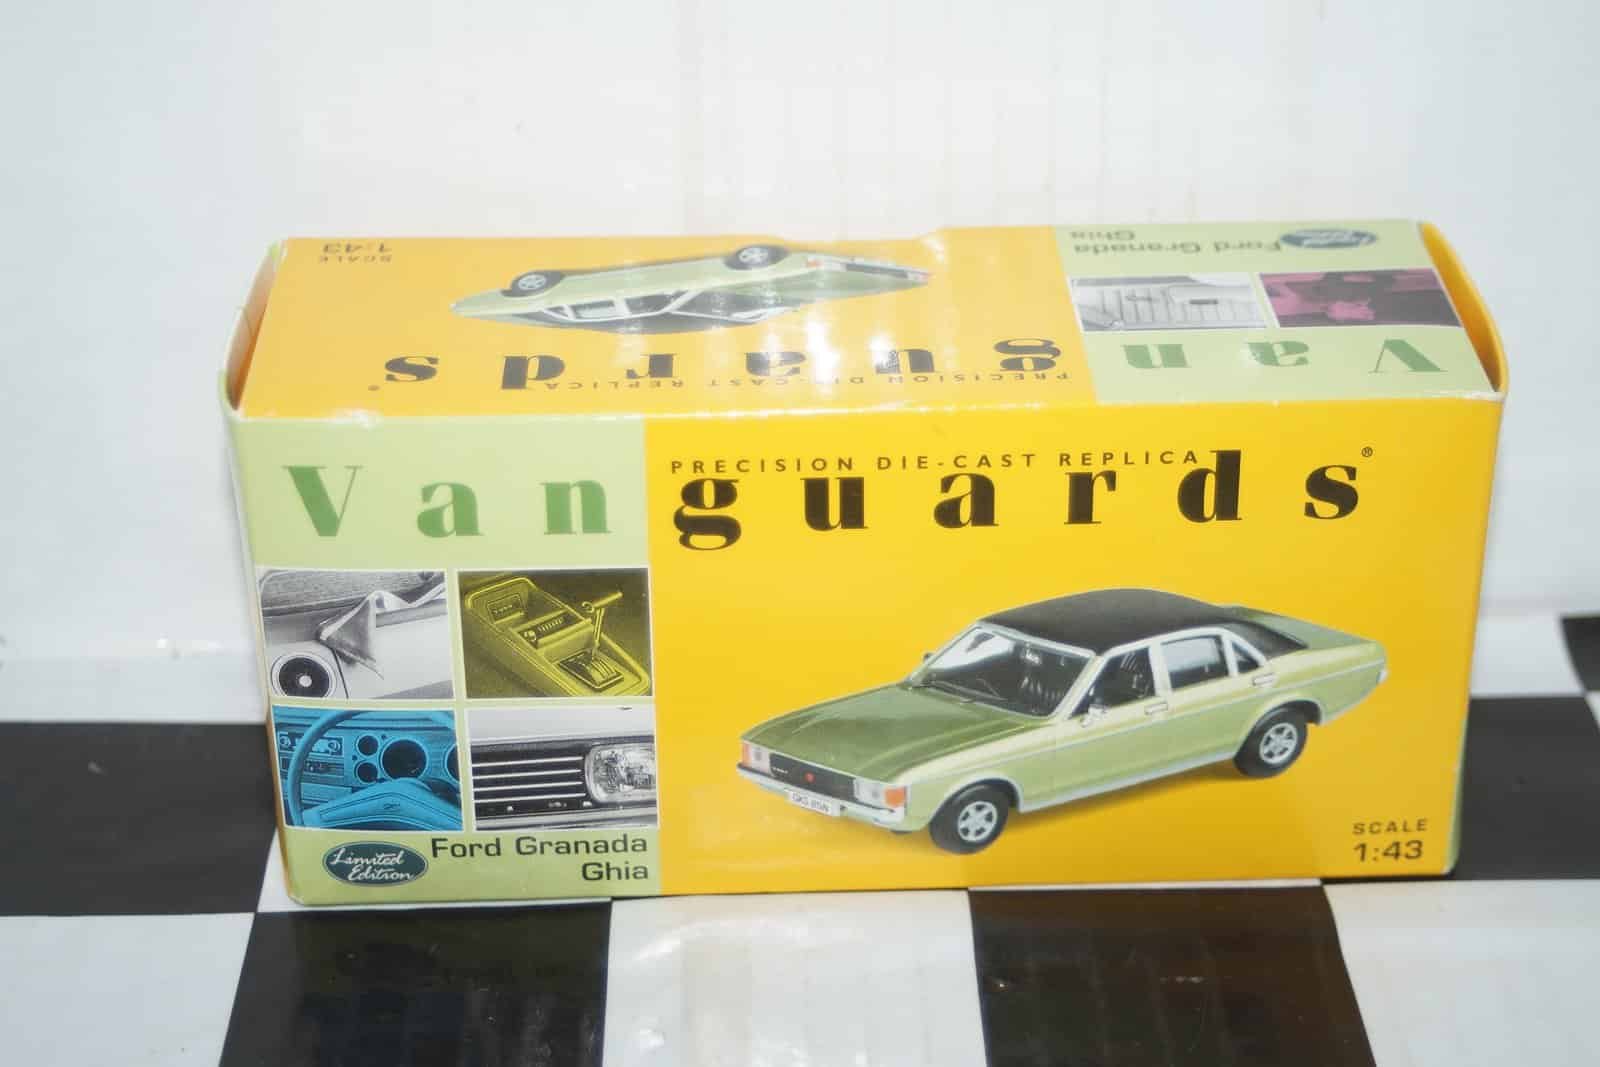 SCALE
1:43
Ford Granada
Ghia
Vanguards
PRECISION DIE-CAST REPLICA
PRECISION DIE-CAST REPLICA
Vanguards®
Limited
Edition
Ford Granada
Ghia
SCALE
1:43